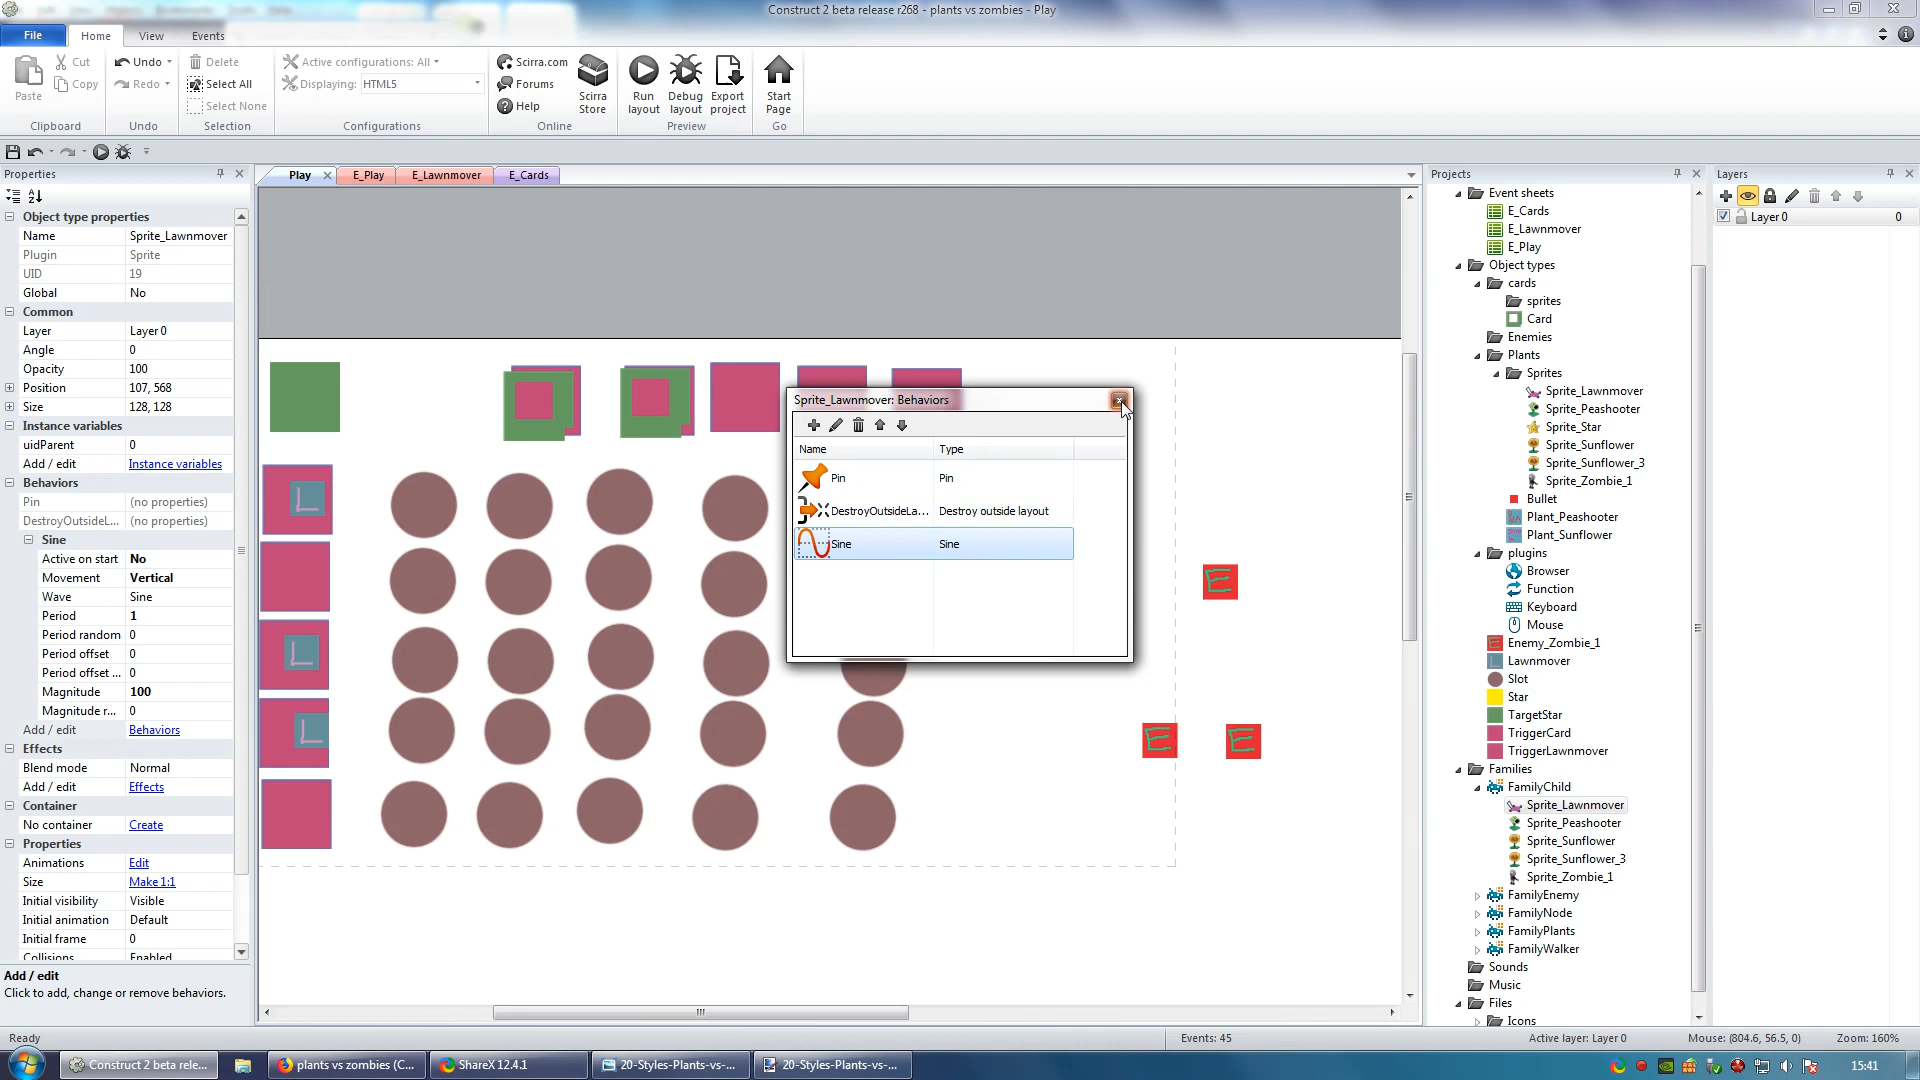 Construct 2 beta release r268 - plants vs zombies - Play
File
Home
View
Events
Paste
Cut
Copy
Clipboard
Undo
Redo
Undo
Delete
Select All
Select None
Selection
Active configurations: All
Displaying: HTML5
Configurations
Scirra.com
Forums
Help
Scirra Store
Online
Run layout
Debug layout
Export project
Preview
Start Page
Go
Properties
Play
E_Play
E_Lawnmover
E_Cards
Object type properties
Name Sprite_Lawnmover
Plugin Sprite
UID 19
Global No
Common
Layer Layer 0
Angle 0
Opacity 100
Position 107, 568
Size 128, 128
Instance variables
uidParent 0
Add / edit Instance variables
Behaviors
Pin (no properties)
DestroyOutsideL... (no properties)
Sine
Active on start No
Movement Vertical
Wave Sine
Period 1
Period random 0
Period offset 0
Period offset ... 0
Magnitude 100
Magnitude r... 0
Add / edit Behaviors
Effects
Blend mode Normal
Add / edit Effects
Container
No container Create
Properties
Animations Edit
Size Make 1:1
Initial visibility Visible
Initial animation Default
Initial frame 0
Collisions Enabled
Add / edit
Click to add, change or remove behaviors.
L
L
L
E
E
E
Sprite_Lawnmover: Behaviors
Name Type
Pin Pin
DestroyOutsideLa... Destroy outside layout
Sine Sine
Projects
Event sheets
E_Cards
E_Lawnmover
E_Play
Object types
cards
sprites
Card
Enemies
Plants
Sprites
Sprite_Lawnmover
Sprite_Peashooter
Sprite_Star
Sprite_Sunflower
Sprite_Sunflower_3
Sprite_Zombie_1
Bullet
Plant_Peashooter
Plant_Sunflower
plugins
Browser
Function
Keyboard
Mouse
Enemy_Zombie_1
Lawnmover
Slot
Star
TargetStar
TriggerCard
TriggerLawnmover
Families
FamilyChild
Sprite_Lawnmover
Sprite_Peashooter
Sprite_Sunflower
Sprite_Sunflower_3
Sprite_Zombie_1
FamilyEnemy
FamilyNode
FamilyPlants
FamilyWalker
Sounds
Music
Files
Icons
Layers
Layer 0 0
Ready
Events: 45
Active layer: Layer 0
Mouse: (804.6, 56.5, 0)
Zoom: 160%
Construct 2 beta rele...
plants vs zombies (C...
ShareX 12.4.1
20-Styles-Plants-vs-...
20-Styles-Plants-vs-...
15:41